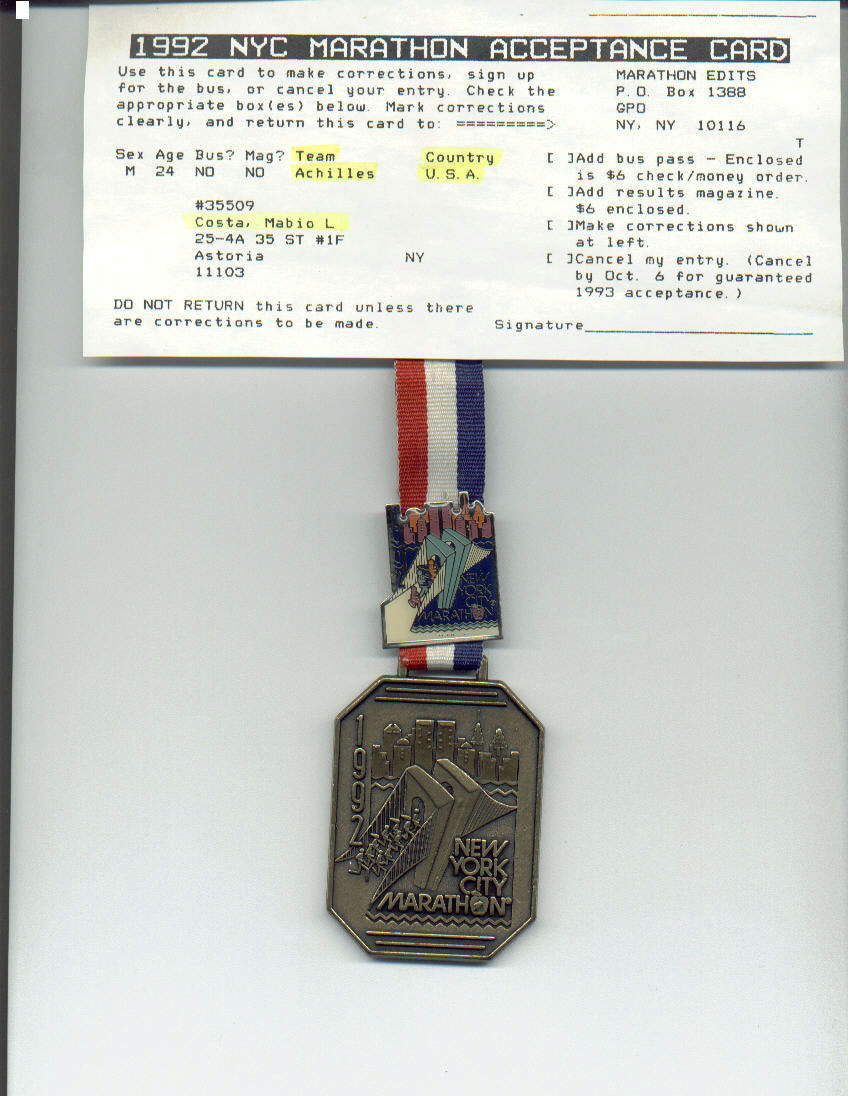 1992 NYC MARATHON ACCEPTANCE CARD
Use this card to make corrections, sign up
for the bus, or cancel your entry. Check the
appropriate box(es) below. Mark corrections
clearly, and return this card to: =========>
MARATHON EDITS
P.O. Box 1388
GPO
NY, NY 10116
T
Sex Age Bus? Mag? Team Country
M 24 NO NO Achilles U.S.A.
#35509
Costa, Mabio L
25-4A 35 ST #1F
Astoria NY
11103
[ ]Add bus pass - Enclosed
is $6 check/money order.
[ ]Add results magazine.
$6 enclosed.
[ ]Make corrections shown
at left.
[ ]Cancel my entry. (Cancel
by Oct. 6 for guaranteed
1993 acceptance.)
DO NOT RETURN this card unless there
are corrections to be made.
Signature
NEW
YORK
CITY
MARATHON
1992
NEW
YORK
CITY
MARATHON®